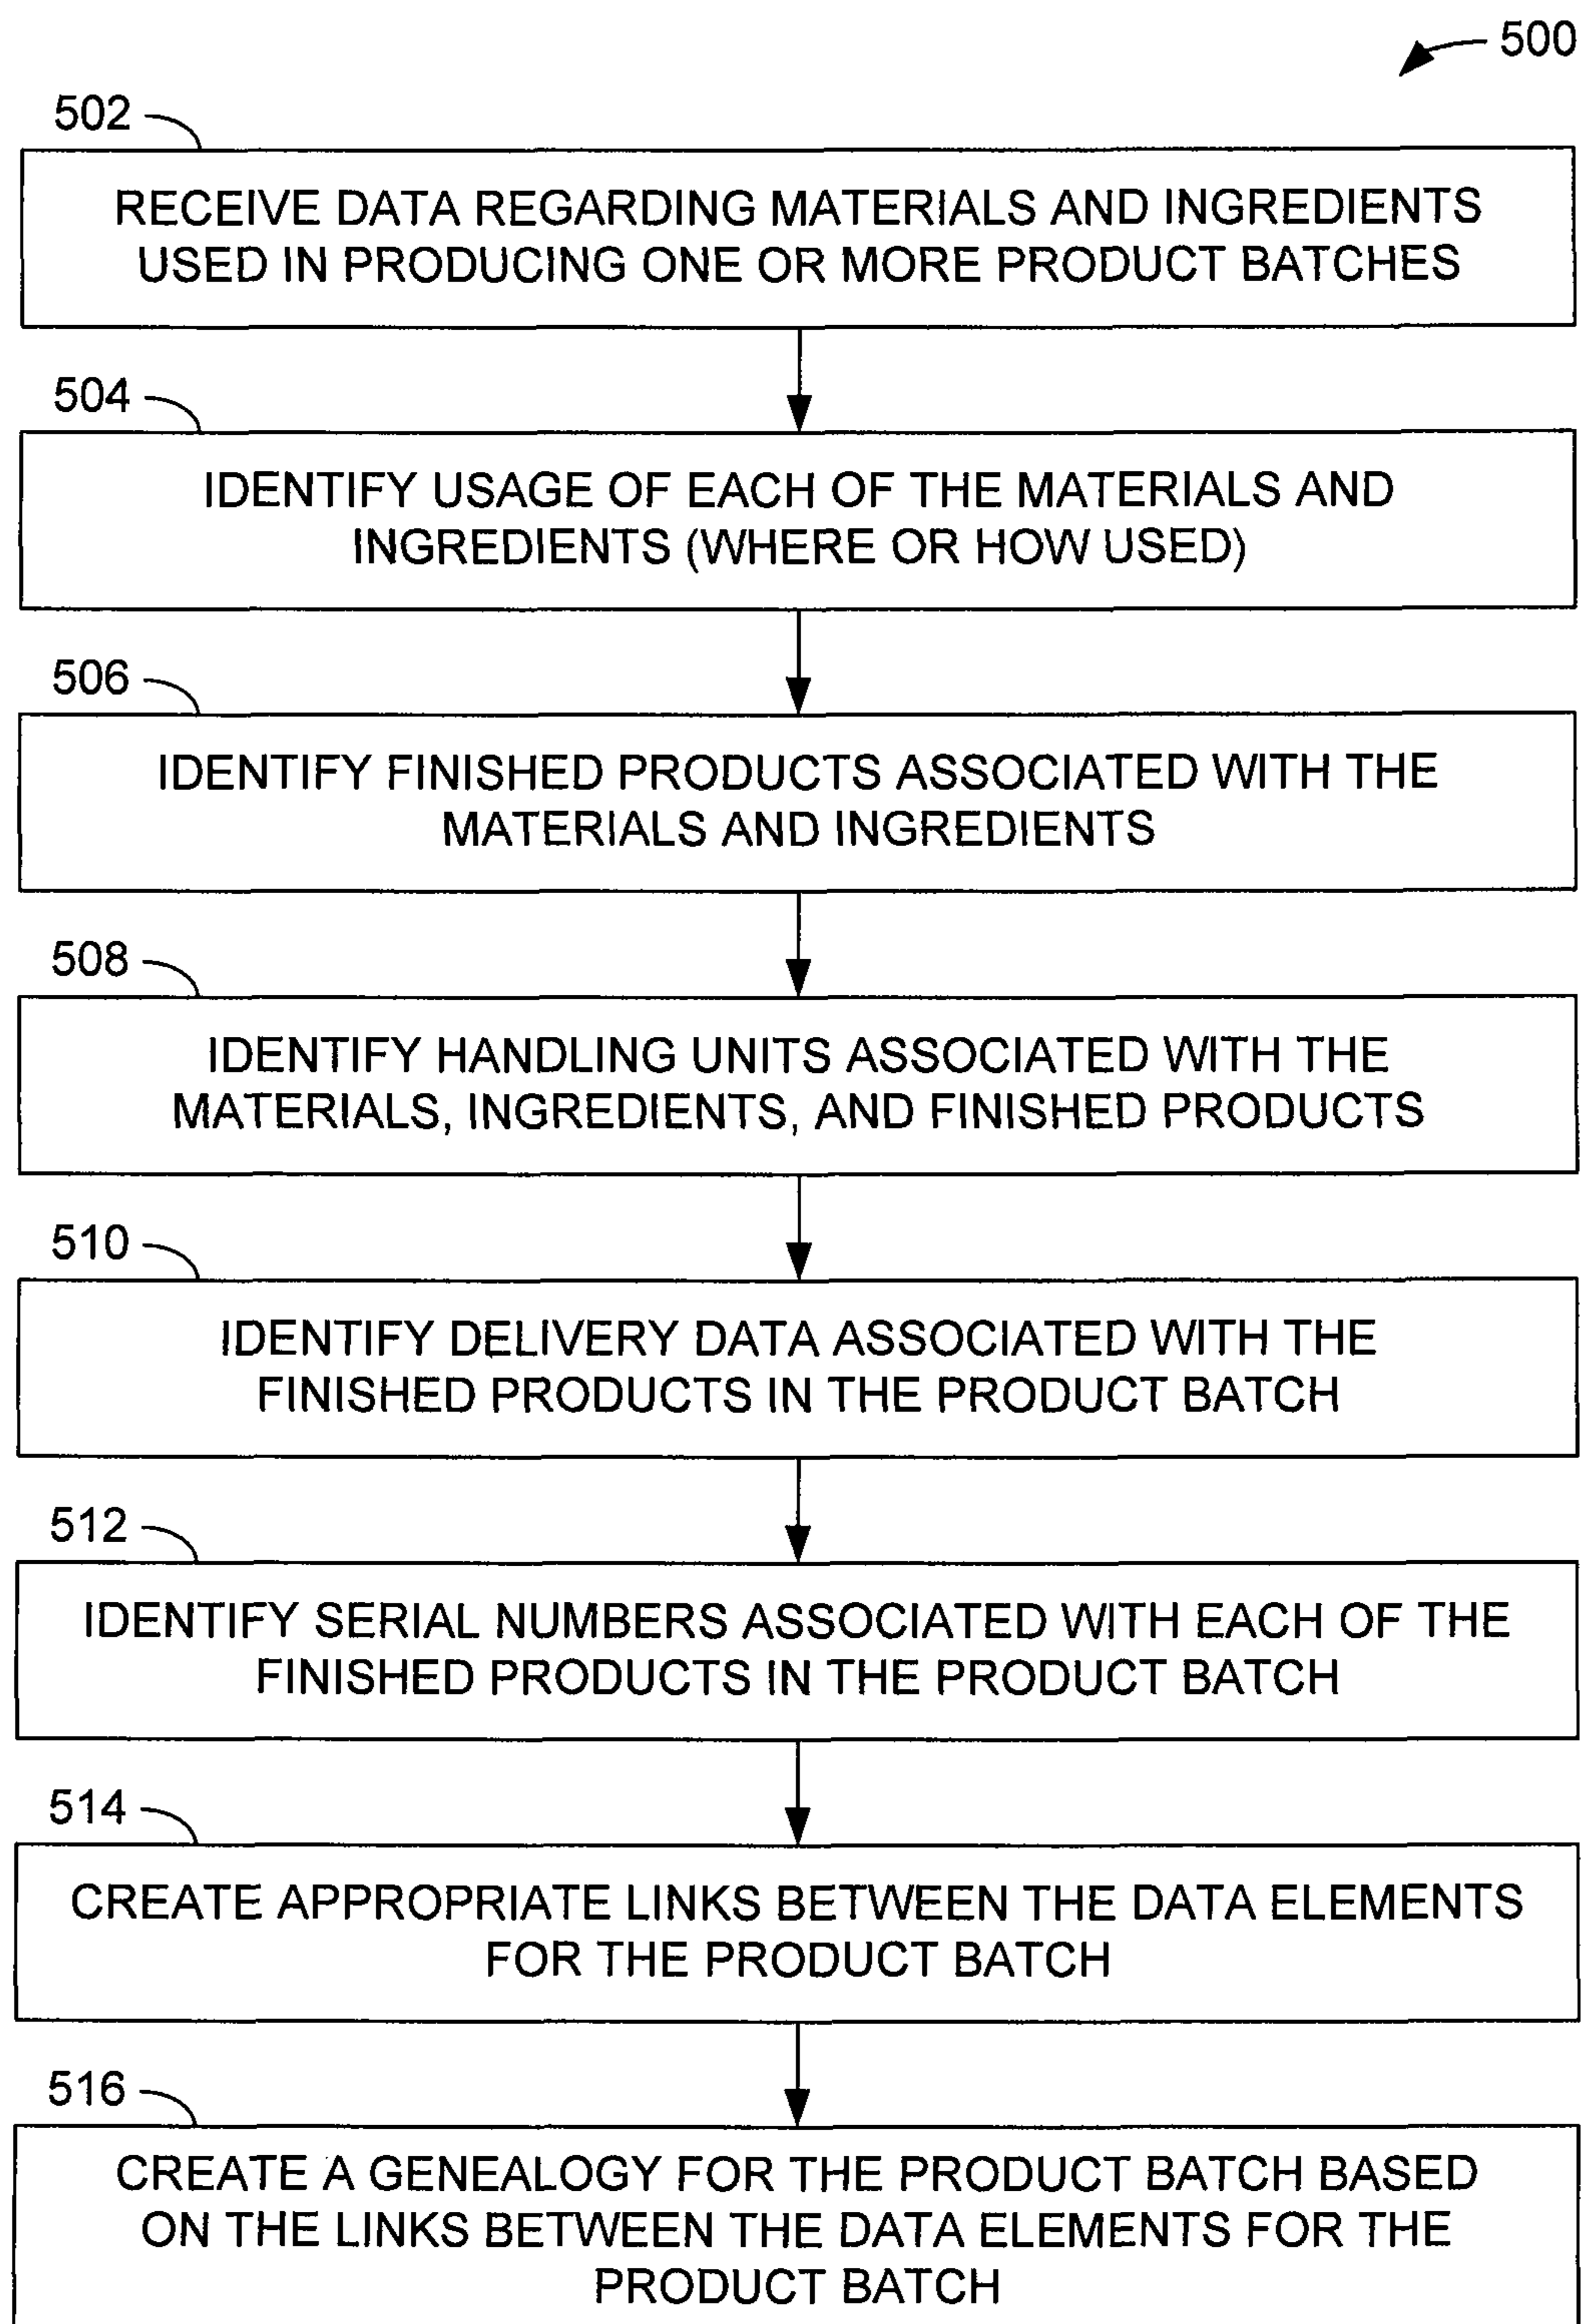 500
502
RECEIVE DATA REGARDING MATERIALS AND INGREDIENTS
USED IN PRODUCING ONE OR MORE PRODUCT BATCHES
504
IDENTIFY USAGE OF EACH OF THE MATERIALS AND
INGREDIENTS (WHERE OR HOW USED)
506
IDENTIFY FINISHED PRODUCTS ASSOCIATED WITH THE
MATERIALS AND INGREDIENTS
508
IDENTIFY HANDLING UNITS ASSOCIATED WITH THE
MATERIALS, INGREDIENTS, AND FINISHED PRODUCTS
510
IDENTIFY DELIVERY DATA ASSOCIATED WITH THE
FINISHED PRODUCTS IN THE PRODUCT BATCH
512
IDENTIFY SERIAL NUMBERS ASSOCIATED WITH EACH OF THE
FINISHED PRODUCTS IN THE PRODUCT BATCH
514
CREATE APPROPRIATE LINKS BETWEEN THE DATA ELEMENTS
FOR THE PRODUCT BATCH
516
CREATE A GENEALOGY FOR THE PRODUCT BATCH BASED
ON THE LINKS BETWEEN THE DATA ELEMENTS FOR THE
PRODUCT BATCH